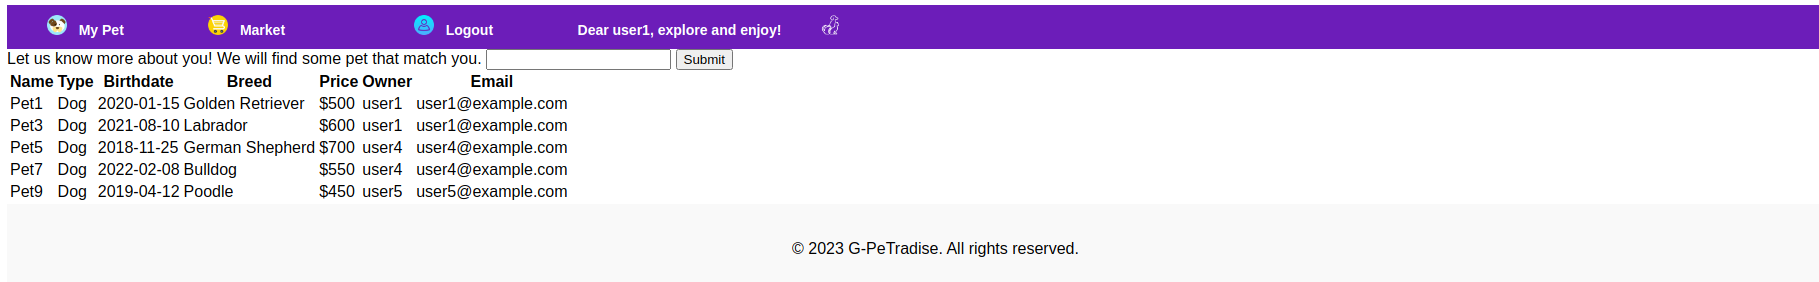 My Pet Market Logout Dear user1, explore and enjoy!
Let us know more about you! We will find some pet that match you. Submit
Name Type Birthdate Breed Price Owner Email
Pet1 Dog 2020-01-15 Golden Retriever $500 user1 user1@example.com
Pet3 Dog 2021-08-10 Labrador $600 user1 user1@example.com
Pet5 Dog 2018-11-25 German Shepherd $700 user4 user4@example.com
Pet7 Dog 2022-02-08 Bulldog $550 user4 user4@example.com
Pet9 Dog 2019-04-12 Poodle $450 user5 user5@example.com
© 2023 G-PeTradise. All rights reserved.